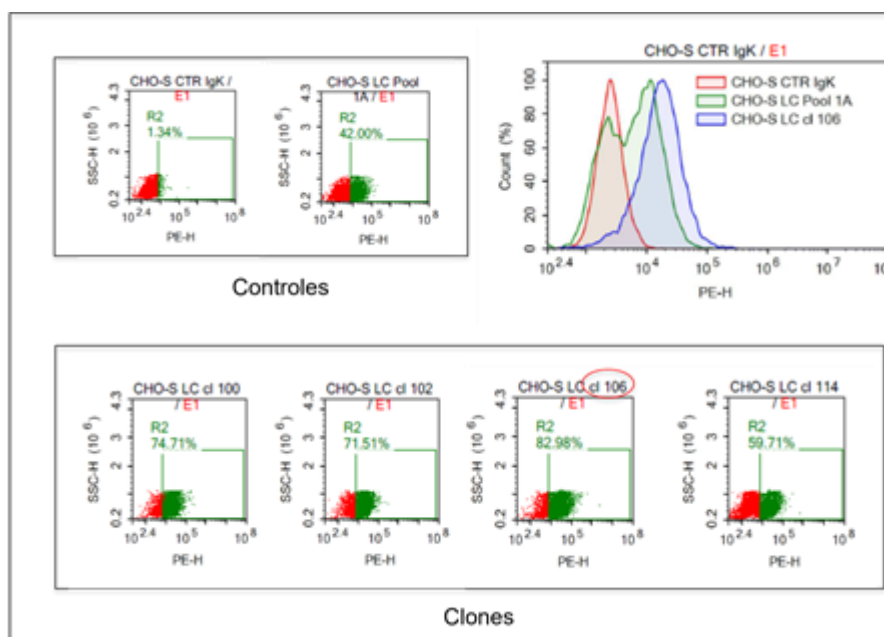 CHO-S CTR IgK /
E1
R2
1.34%
SSC-H (10 6)
4.3
3
2
0.2
10 2.4
10 5
10 8
PE-H
CHO-S LC Pool
1A / E1
R2
42.00%
SSC-H (10 6)
4.3
3
2
0.2
10 2.4
10 5
10 8
PE-H
Controles
CHO-S CTR IgK / E1
CHO-S CTR IgK
CHO-S LC Pool 1A
CHO-S LC cl 106
Count (%)
100
80
60
40
20
0
10 2.4
10 4
10 5
10 6
10 7
PE-H
CHO-S LC cl 100
/ E1
R2
74.71%
SSC-H (10 6)
4.3
3
2
0.2
10 2.4
10 5
10 8
PE-H
CHO-S LC cl 102
/ E1
R2
71.51%
SSC-H (10 6)
4.3
3
2
0.2
10 2.4
10 5
10 8
PE-H
CHO-S LC cl 106
/ E1
R2
82.98%
SSC-H (10 6)
4.3
3
2
0.2
10 2.4
10 5
10 8
PE-H
CHO-S LC cl 114
/ E1
R2
59.71%
SSC-H (10 6)
4.3
3
2
0.2
10 2.4
10 5
10 8
PE-H
Clones